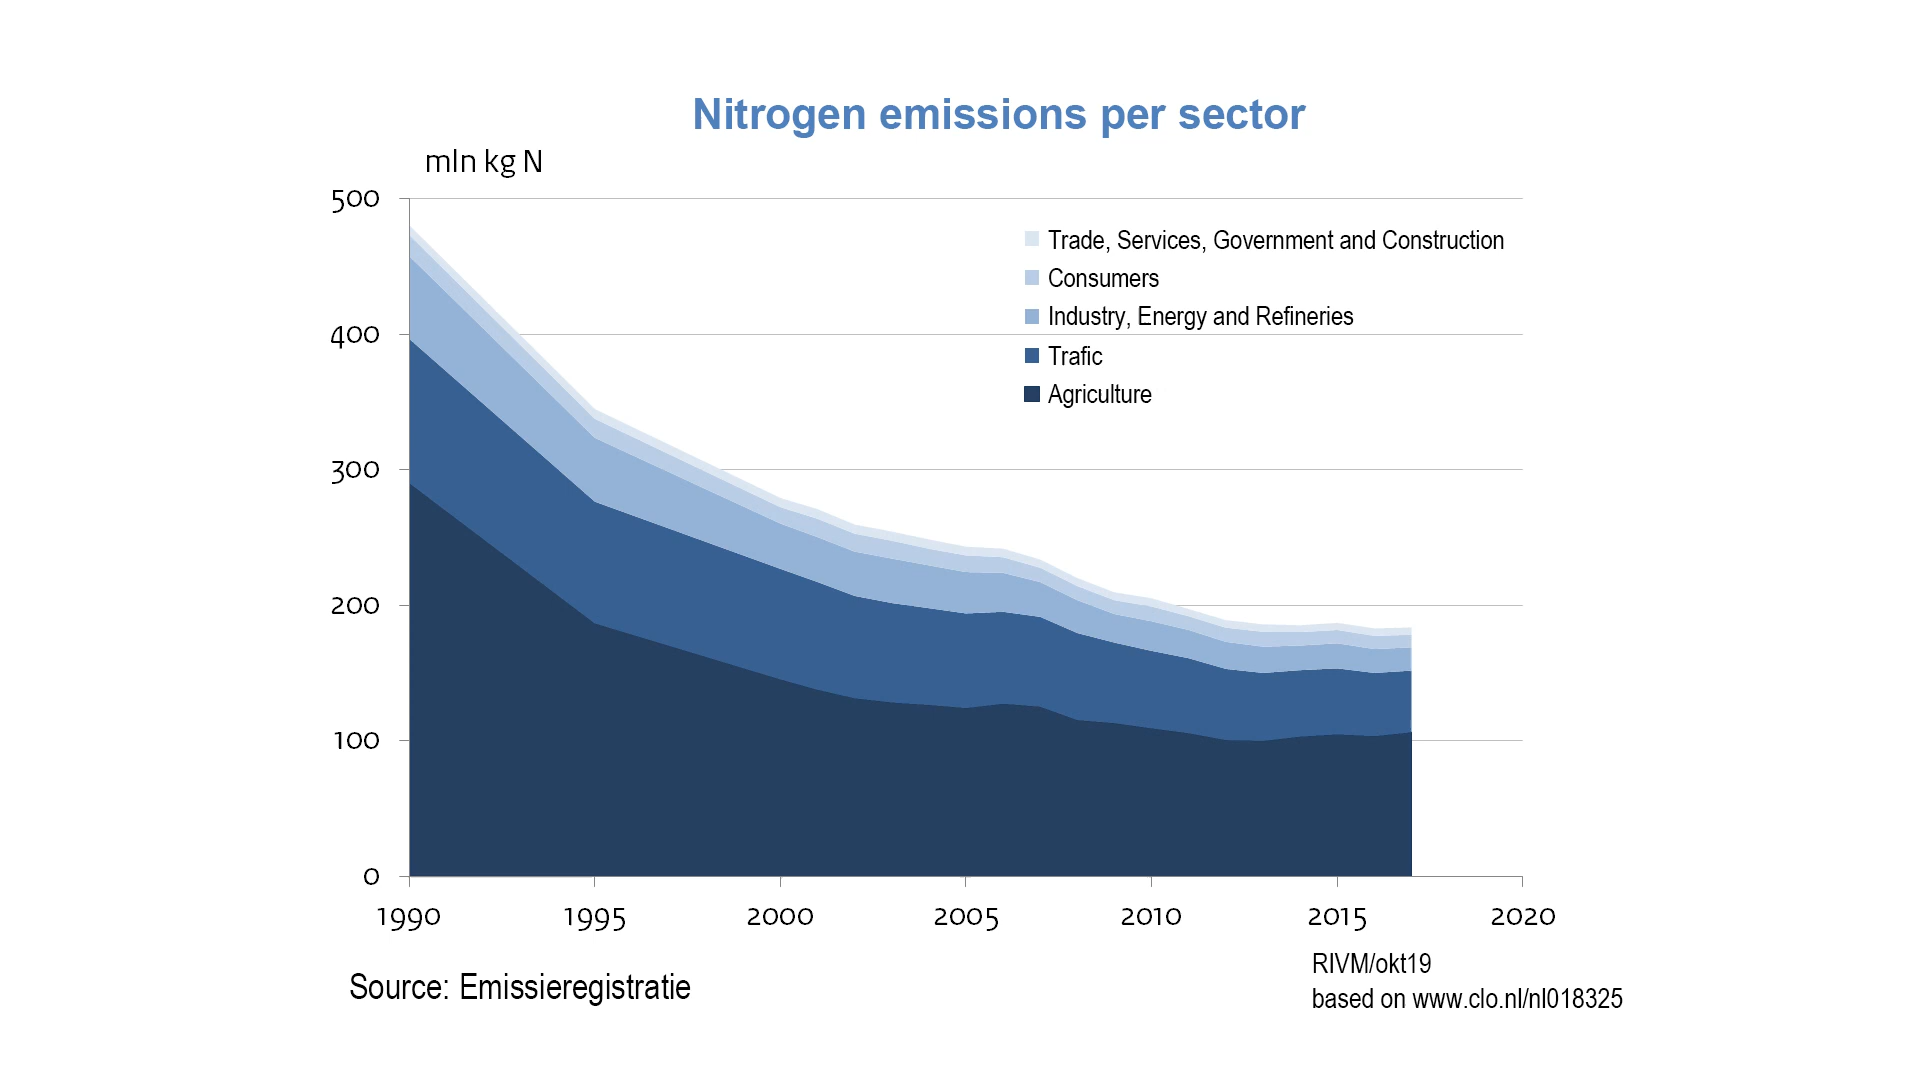 Nitrogen emissions per sector
mln kg N
500
400
300
200
100
0
Trade, Services, Government and Construction
Consumers
Industry, Energy and Refineries
Trafic
Agriculture
1990 1995 2000 2005 2010 2015 2020
Source: Emissieregistratie
RIVM/okt19
based on www.clo.nl/nl018325